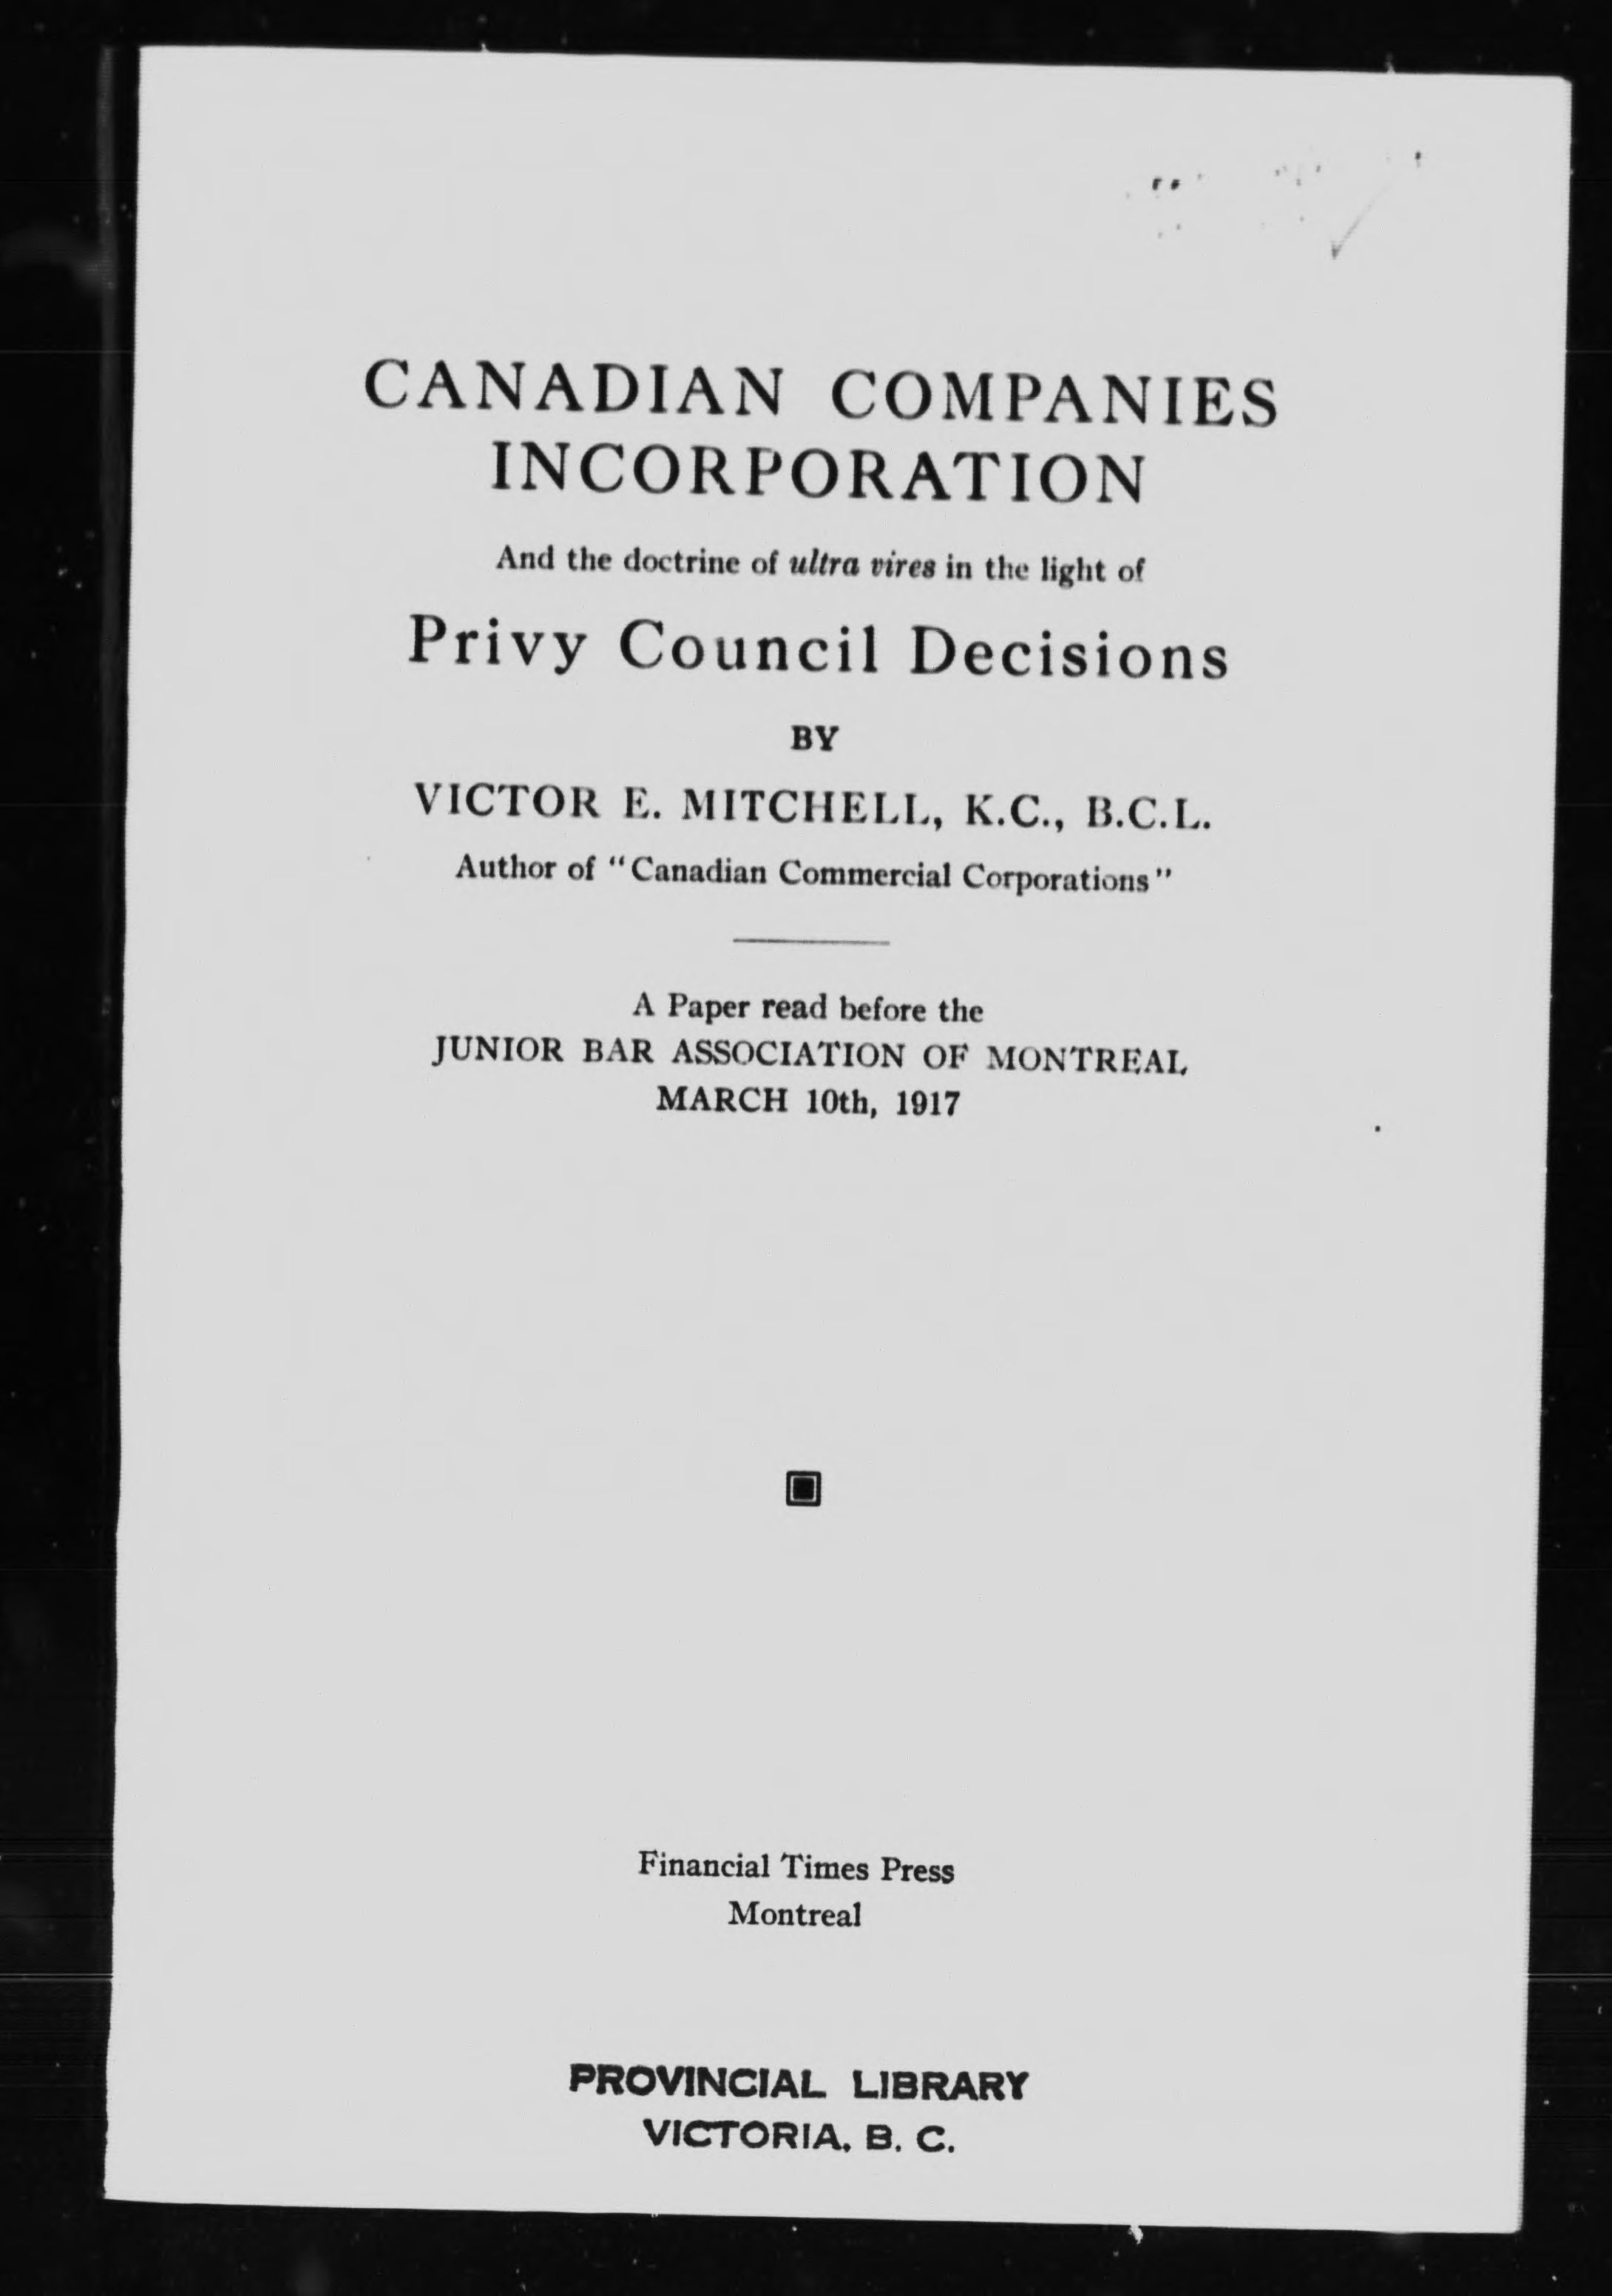 CANADIAN COMPANIES
INCORPORATION
And the doctrine of ultra vires in the light of
Privy Council Decisions
BY
VICTOR E. MITCHELL, K.C., B.C.L.
Author of "Canadian Commercial Corporations"
A Paper read before the
JUNIOR BAR ASSOCIATION OF MONTREAL
MARCH 10th, 1917
Financial Times Press
Montreal
PROVINCIAL LIBRARY
VICTORIA, B. C.